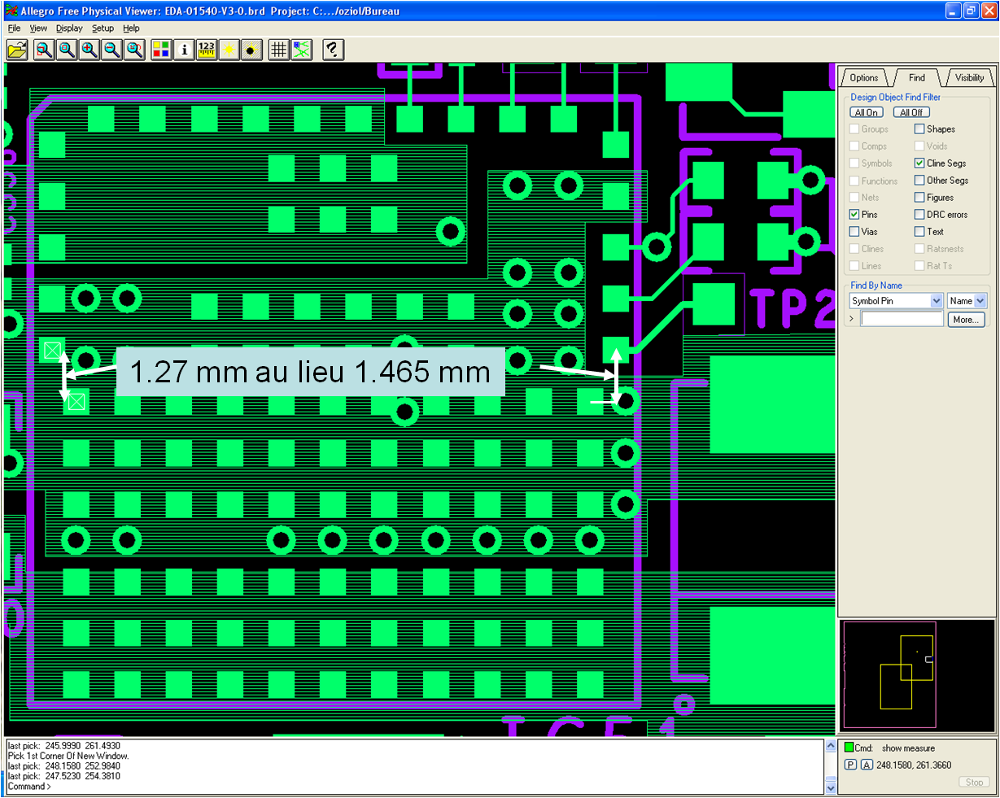 Allegro Free Physical Viewer: EDA-01540-V3-0.brd Project: C:.../oziol/Bureau
File View Display Setup Help
i 123 ?
Options Find Visibility
Design Object Find Filter
All On All Off
Groups Shapes
Comps Voids
Symbols Cline Segs
Functions Other Segs
Nets Figures
Pins DRC errors
Vias Text
Clines Ratsnests
Lines Rat Ts
Find By Name
Symbol Pin Name
> More...
TP2
1.27 mm au lieu 1.465 mm
last pick: 245.9990 261.4930
Pick 1st Corner Of New Window.
last pick: 248.1580 252.9840
last pick: 247.5230 254.3810
Command >
Cmd: show measure
P A 248.1580, 261.3660
Stop